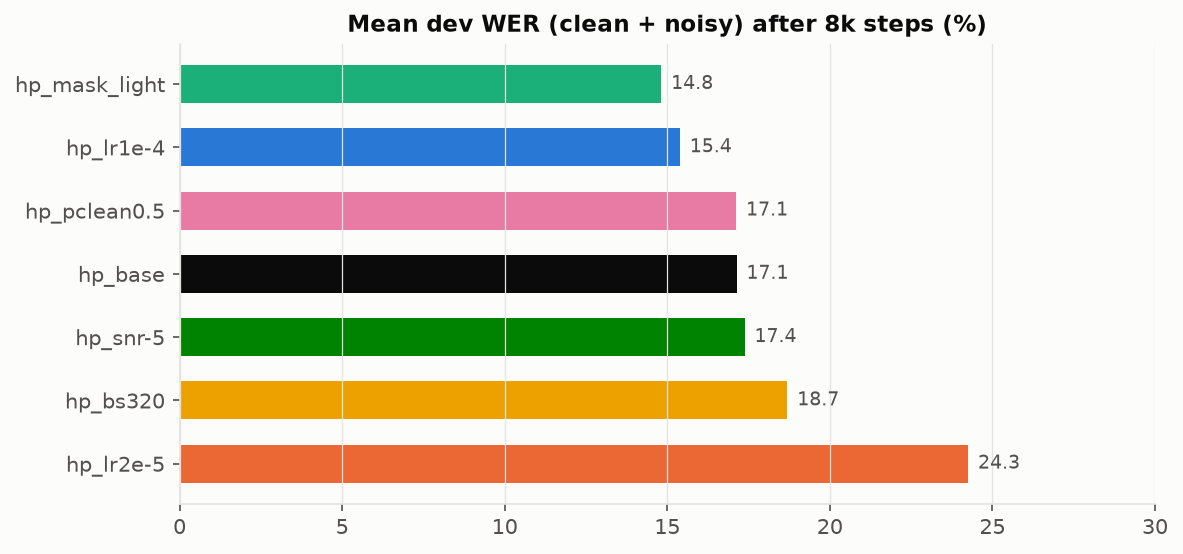 Mean dev WER (clean + noisy) after 8k steps (%)
hp_mask_light 14.8
hp_lr1e-4 15.4
hp_pclean0.5 17.1
hp_base 17.1
hp_snr-5 17.4
hp_bs320 18.7
hp_lr2e-5 24.3
0 5 10 15 20 25 30